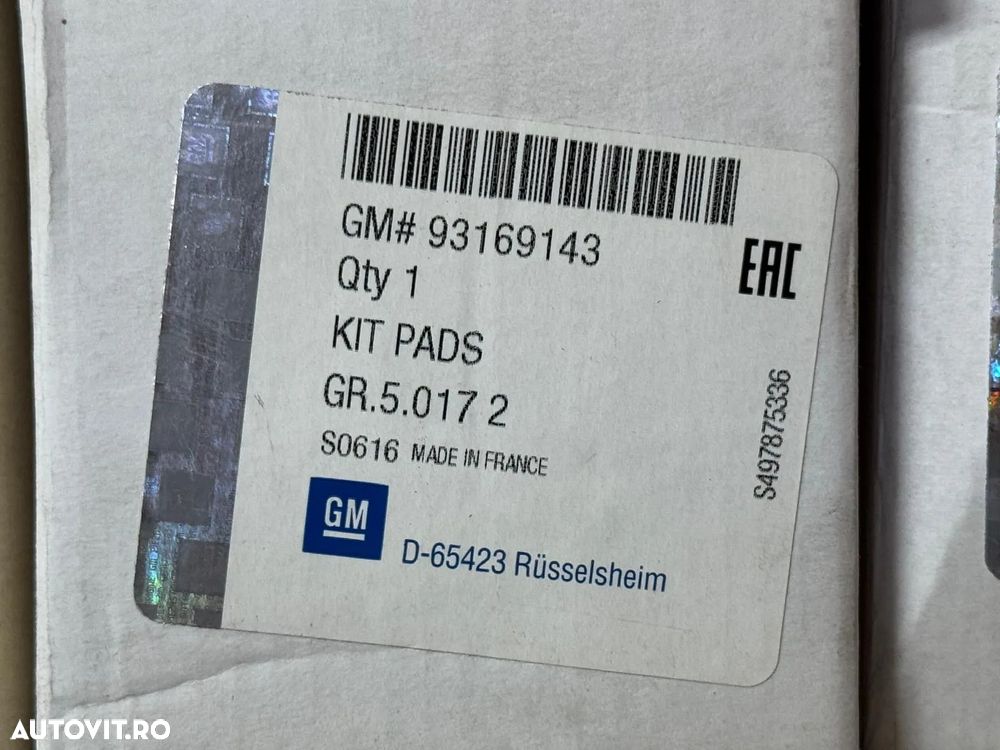 GM# 93169143
Qty 1
EAC
KIT PADS
GR.5.017 2
S0616 MADE IN FRANCE
S497875336
GM
D-65423 Rüsselsheim
AUTOVIT.RO